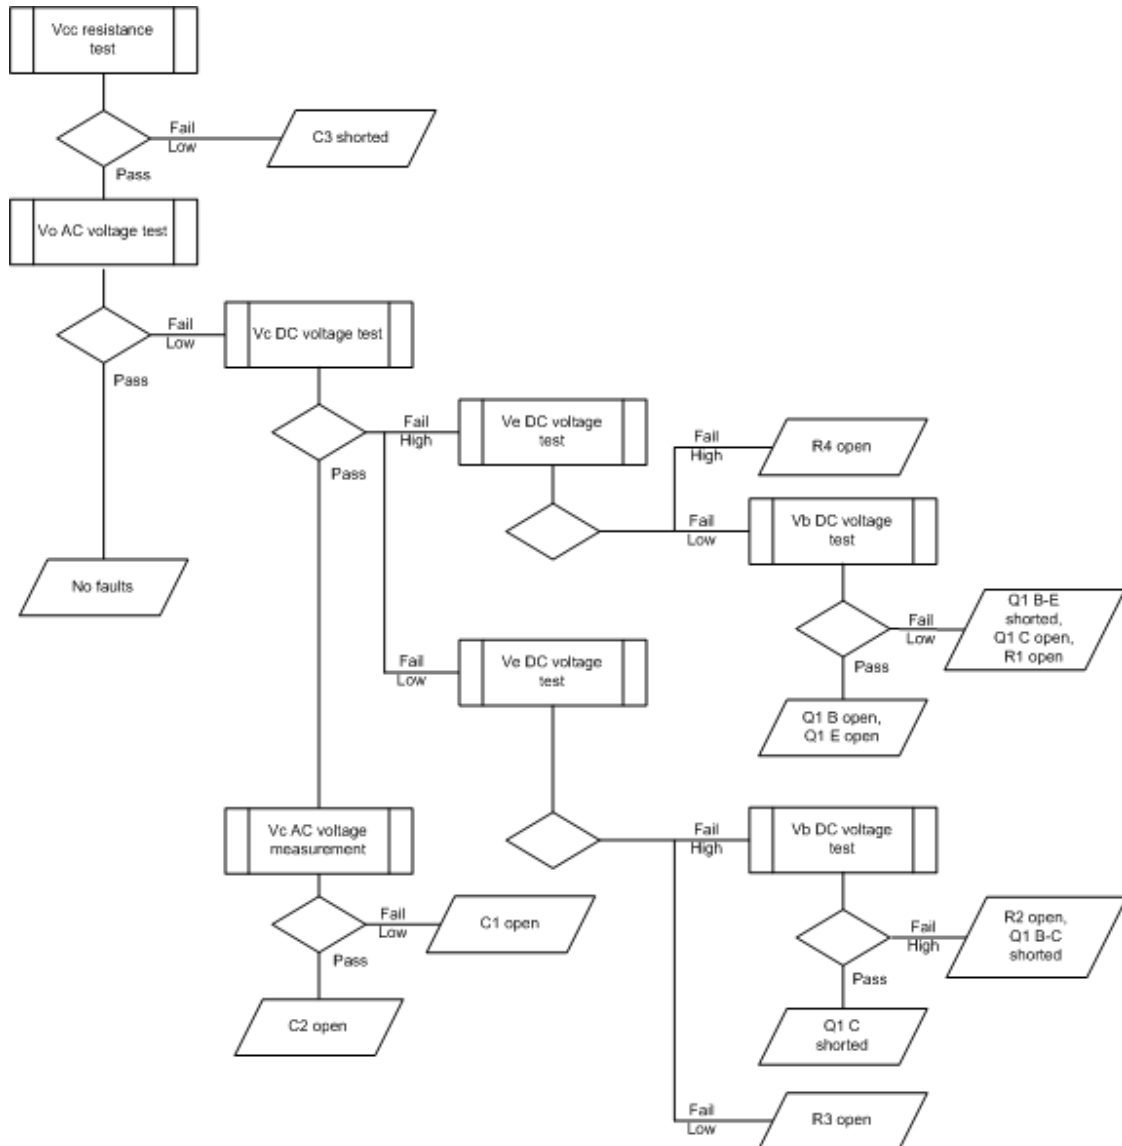 Vcc resistance
test
Fail
Low
C3 shorted
Pass
Vo AC voltage test
Fail
Low
Pass
Vc DC voltage test
Fail
High
Pass
Ve DC voltage
test
Fail
High
R4 open
Fail
Low
Vb DC voltage
test
Fail
Low
Q1 B-E
shorted,
Q1 C open,
R1 open
Pass
Q1 B open,
Q1 E open
No faults
Fail
Low
Ve DC voltage
test
Fail
High
Vb DC voltage
test
Fail
High
R2 open,
Q1 B-C
shorted
Pass
Q1 C
shorted
Fail
Low
R3 open
Vc AC voltage
measurement
Fail
Low
C1 open
Pass
C2 open